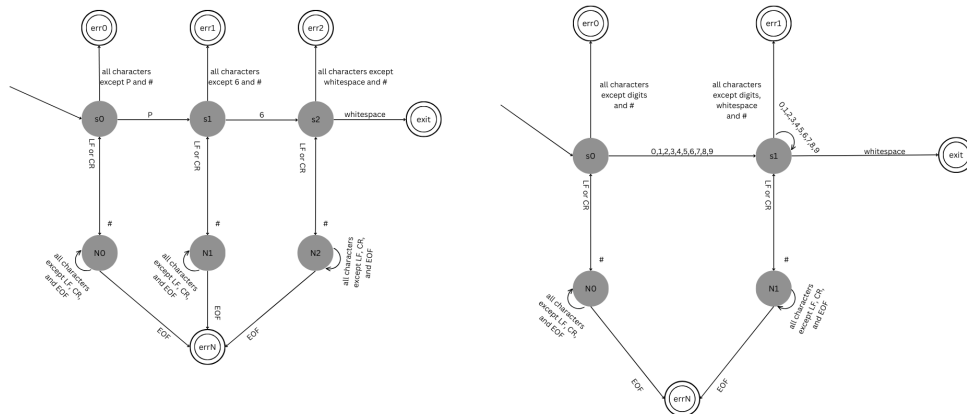 err0
err1
err2
all characters
except P and #
all characters
except 6 and #
all characters except
whitespace and #
s0
P
s1
6
s2
whitespace
exit
LF or CR
LF or CR
LF or CR
#
#
#
N0
N1
N2
all characters
except LF, CR,
and EOF
all characters
except LF, CR,
and EOF
all characters
except LF, CR,
and EOF
EOF
EOF
EOF
errN
err0
err1
all characters
except digits
and #
all characters
except digits,
whitespace
and #
0,1,2,3,4,5,6,7,8,9
s0
0,1,2,3,4,5,6,7,8,9
s1
whitespace
exit
LF or CR
LF or CR
#
#
N0
N1
all characters
except LF, CR,
and EOF
all characters
except LF, CR,
and EOF
EOF
EOF
errN